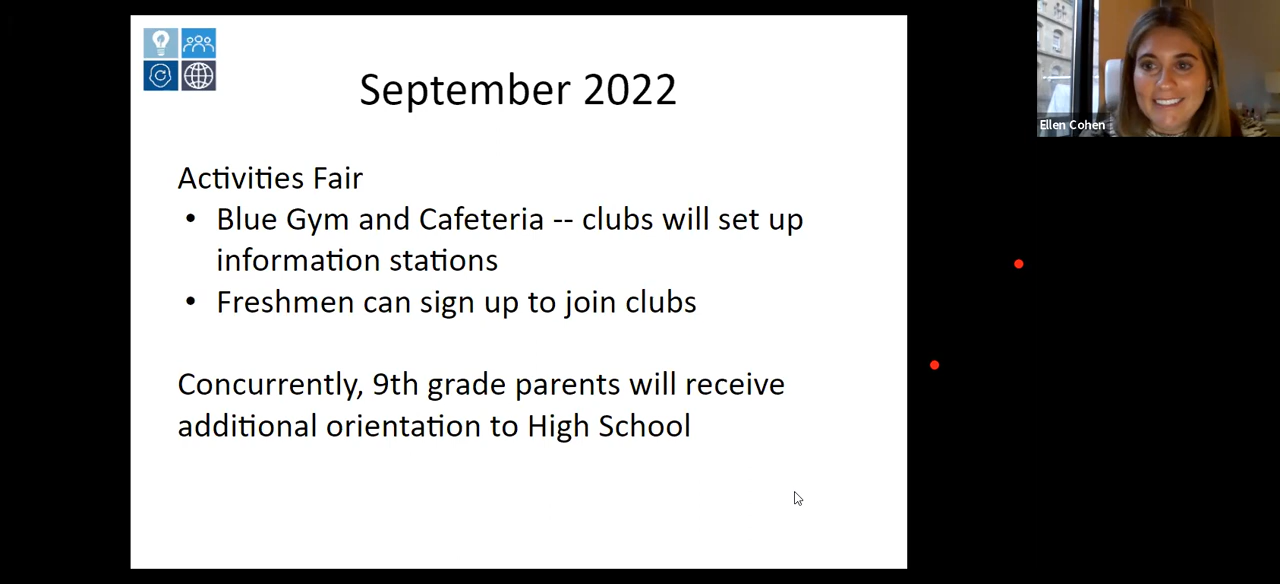 September 2022
Activities Fair
• Blue Gym and Cafeteria -- clubs will set up
information stations
• Freshmen can sign up to join clubs
Concurrently, 9th grade parents will receive
additional orientation to High School
Ellen Cohen